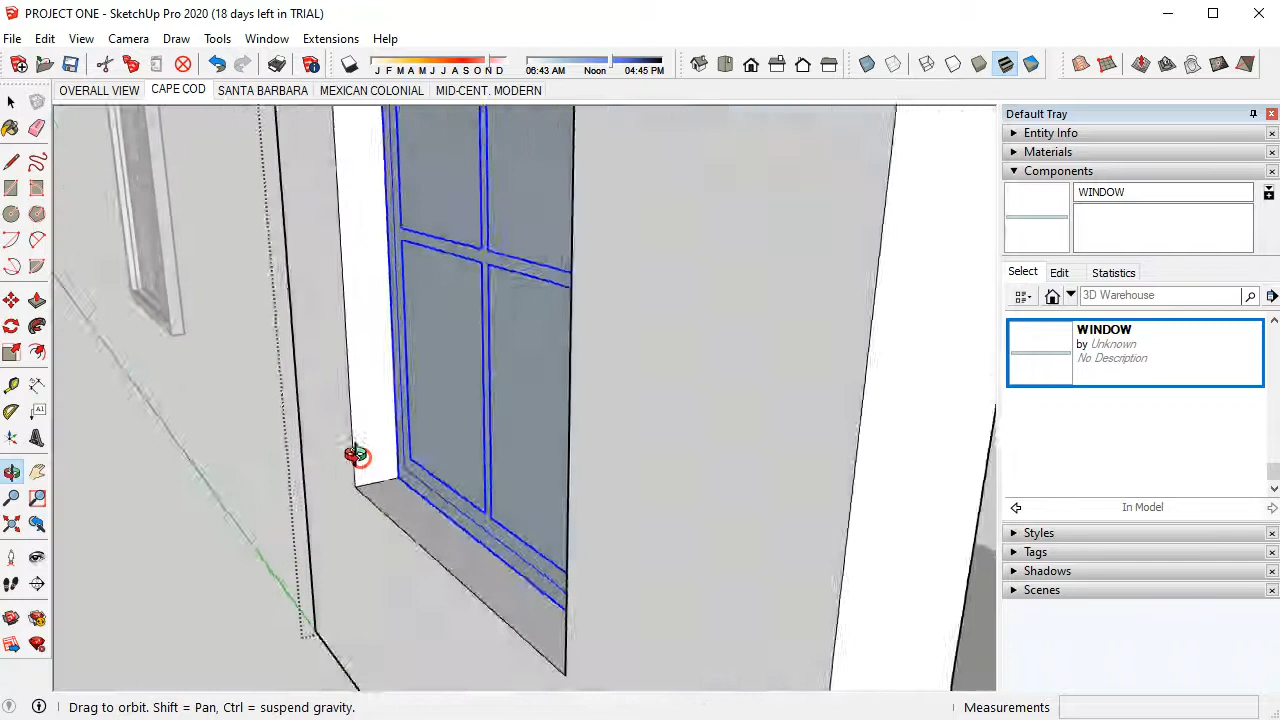 PROJECT ONE - SketchUp Pro 2020 (18 days left in TRIAL)
File Edit View Camera Draw Tools Window Extensions Help
J F M A M J J A S O N D
06:43 AM Noon 04:45 PM
OVERALL VIEW CAPE COD SANTA BARBARA MEXICAN COLONIAL MID-CENT. MODERN
Default Tray
Entity Info
Materials
Components
WINDOW
Select Edit Statistics
3D Warehouse
WINDOW
by Unknown
No Description
In Model
Styles
Tags
Shadows
Scenes
A1
Drag to orbit. Shift = Pan, Ctrl = suspend gravity.
Measurements